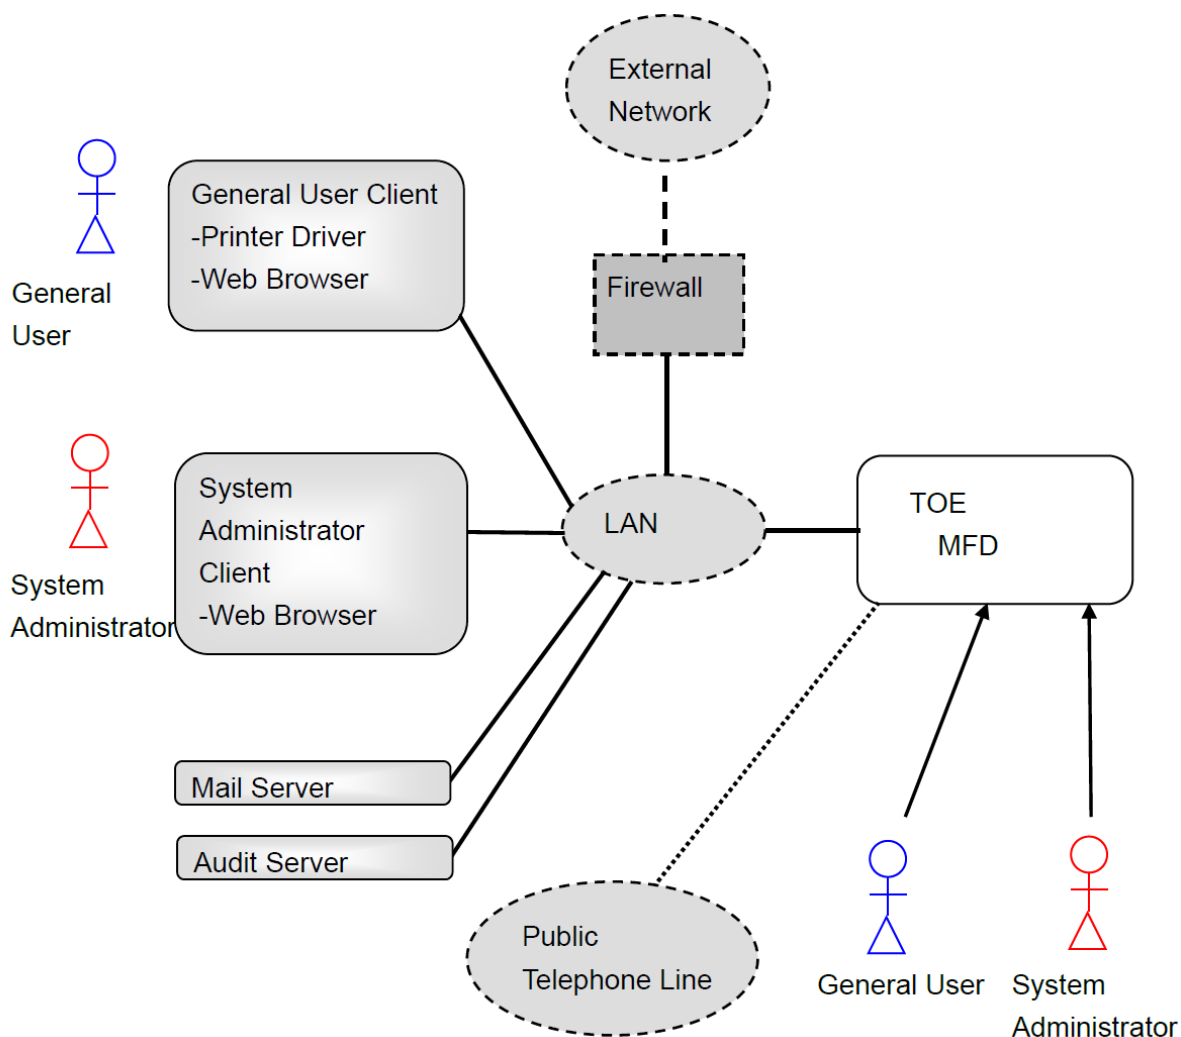 External
Network
General User Client
-Printer Driver
-Web Browser
General
User
Firewall
System
Administrator
Client
-Web Browser
System
Administrator
LAN
TOE
MFD
Mail Server
Audit Server
Public
Telephone Line
General User
System
Administrator